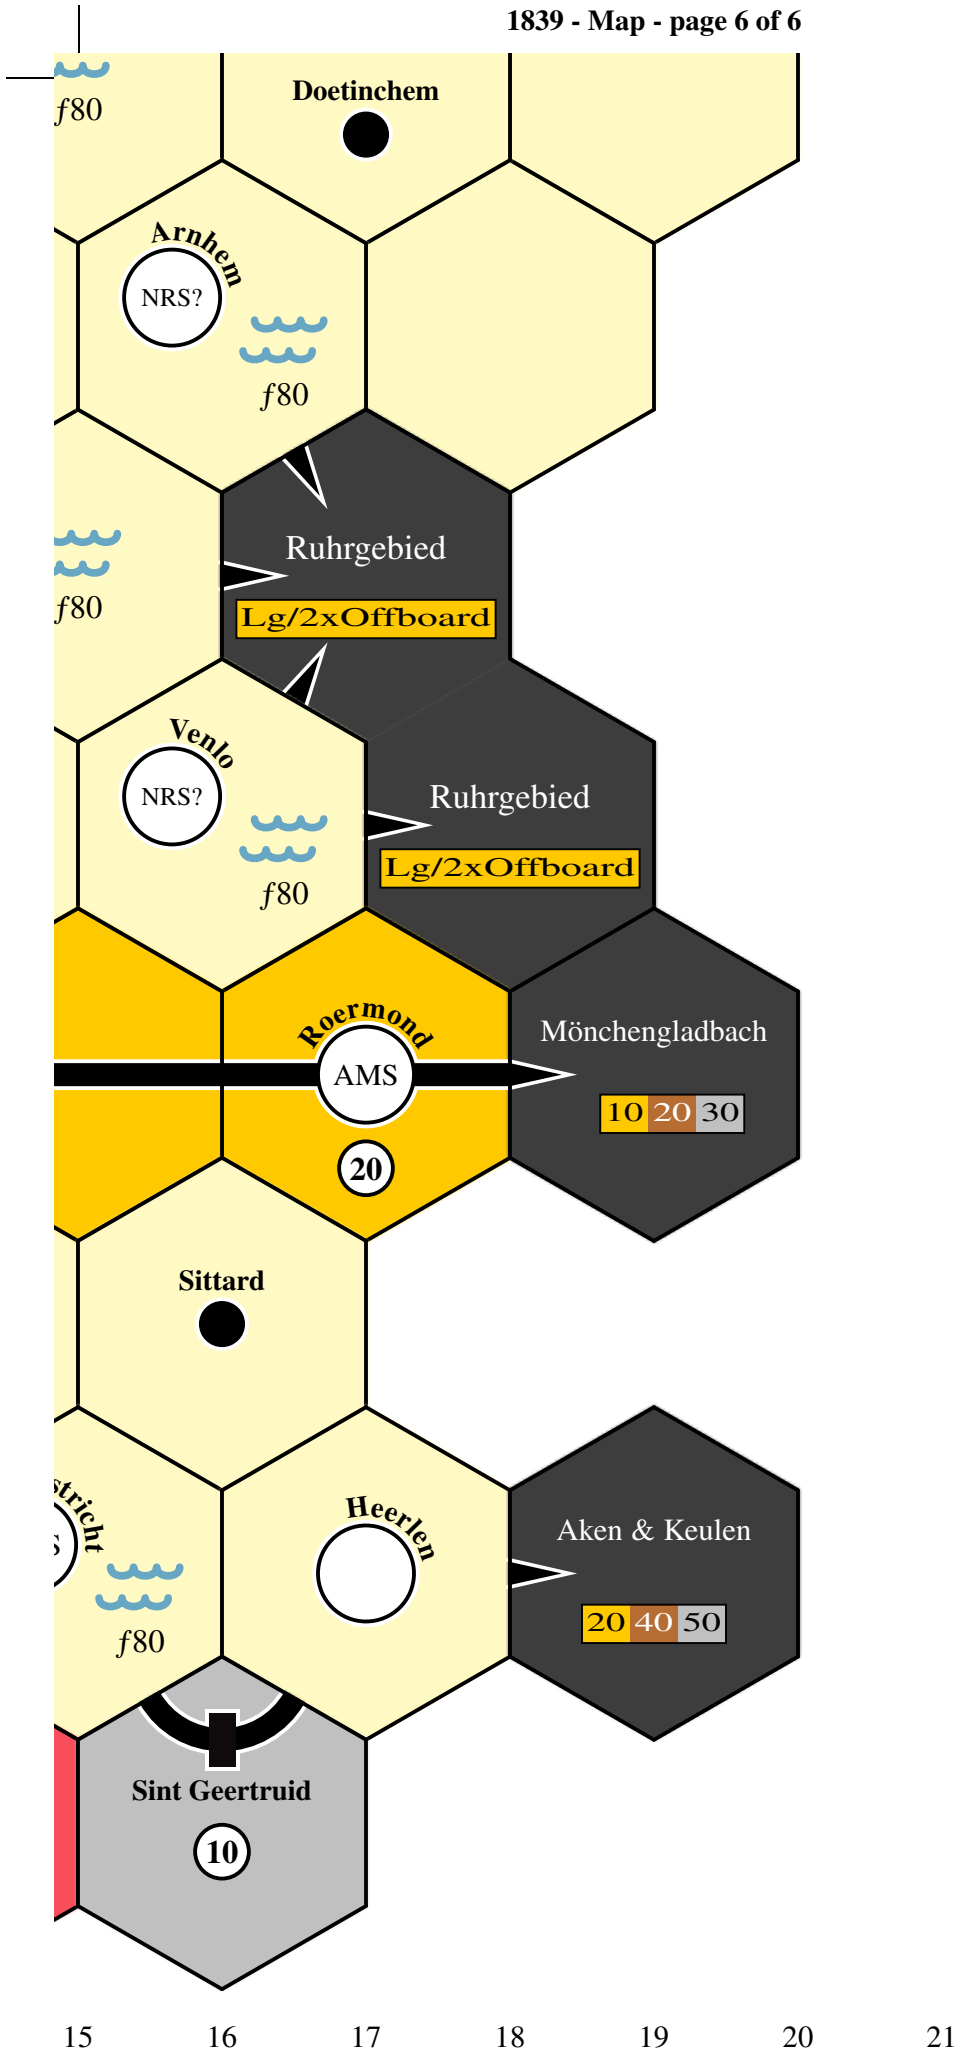 1839 - Map - page 6 of 6
ƒ80
Doetinchem
Arnhem
NRS?
ƒ80
Ruhrgebied
Lg/2xOffboard
ƒ80
Venlo
NRS?
ƒ80
Ruhrgebied
Lg/2xOffboard
Roermond
AMS
20
Mönchengladbach
10 20 30
Sittard
stricht
S
ƒ80
Heerlen
Aken & Keulen
20 40 50
Sint Geertruid
10
15 16 17 18 19 20 21